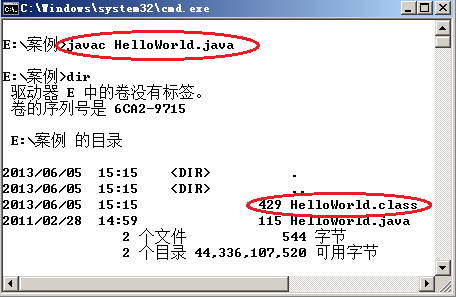 C:\Windows\system32\cmd.exe
E:\案例>javac HelloWorld.java
E:\案例>dir
驱动器 E 中的卷没有标签。
卷的序列号是 6CA2-9715
E:\案例 的目录
2013/06/05  15:15    <DIR>          .
2013/06/05  15:15    <DIR>          ..
2013/06/05  15:15               429 HelloWorld.class
2011/02/28  14:59               115 HelloWorld.java
2 个文件            544 字节
2 个目录 44,336,107,520 可用字节